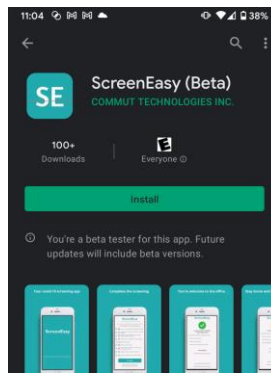 11:04 38%
SE
ScreenEasy (Beta)
COMMUT TECHNOLOGIES INC.
100+
Downloads
E
Everyone
Install
You're a beta tester for this app. Future
updates will include beta versions.
ScreenEasy